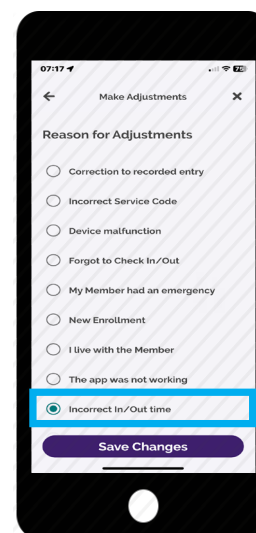 07:17
Make Adjustments
Reason for Adjustments
Correction to recorded entry
Incorrect Service Code
Device malfunction
Forgot to Check In/Out
My Member had an emergency
New Enrollment
I live with the Member
The app was not working
Incorrect In/Out time
Save Changes